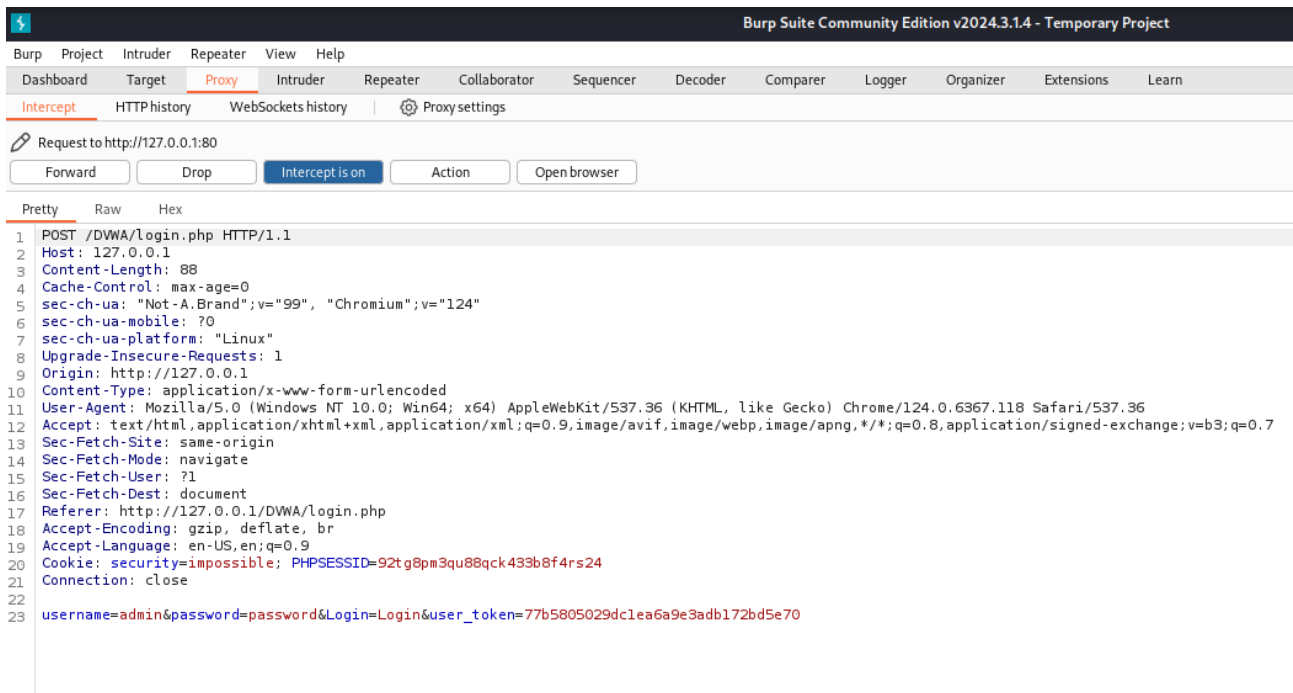 Burp Suite Community Edition v2024.3.1.4 - Temporary Project
Burp Project Intruder Repeater View Help
Dashboard Target Proxy Intruder Repeater Collaborator Sequencer Decoder Comparer Logger Organizer Extensions Learn
Intercept HTTP history WebSockets history Proxy settings
Request to http://127.0.0.1:80
Forward Drop Intercept is on Action Open browser
Pretty Raw Hex
1 POST /DVWA/login.php HTTP/1.1
2 Host: 127.0.0.1
3 Content-Length: 88
4 Cache-Control: max-age=0
5 sec-ch-ua: "Not-A.Brand";v="99", "Chromium";v="124"
6 sec-ch-ua-mobile: ?0
7 sec-ch-ua-platform: "Linux"
8 Upgrade-Insecure-Requests: 1
9 Origin: http://127.0.0.1
10 Content-Type: application/x-www-form-urlencoded
11 User-Agent: Mozilla/5.0 (Windows NT 10.0; Win64; x64) AppleWebKit/537.36 (KHTML, like Gecko) Chrome/124.0.6367.118 Safari/537.36
12 Accept: text/html,application/xhtml+xml,application/xml;q=0.9,image/avif,image/webp,image/apng,*/*;q=0.8,application/signed-exchange;v=b3;q=0.7
13 Sec-Fetch-Site: same-origin
14 Sec-Fetch-Mode: navigate
15 Sec-Fetch-User: ?1
16 Sec-Fetch-Dest: document
17 Referer: http://127.0.0.1/DVWA/login.php
18 Accept-Encoding: gzip, deflate, br
19 Accept-Language: en-US,en;q=0.9
20 Cookie: security=impossible; PHPSESSID=92tg8pm3qu88qck433b8f4rs24
21 Connection: close
22
23 username=admin&password=password&Login=Login&user_token=77b5805029dc1ea6a9e3adb172bd5e70